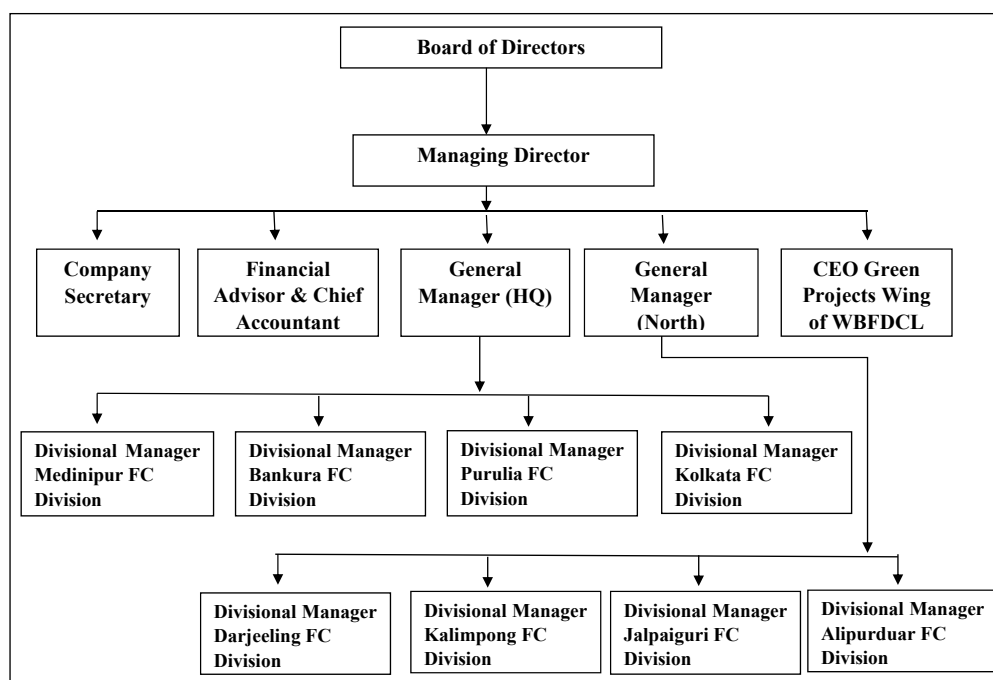 Board of Directors
Managing Director
Company
Secretary
Financial
Advisor & Chief
Accountant
General
Manager (HQ)
General
Manager
(North)
CEO Green
Projects Wing
of WBFDCL
Divisional Manager
Medinipur FC
Division
Divisional Manager
Bankura FC
Division
Divisional Manager
Purulia FC
Division
Divisional Manager
Kolkata FC
Division
Divisional Manager
Darjeeling FC
Division
Divisional Manager
Kalimpong FC
Division
Divisional Manager
Jalpaiguri FC
Division
Divisional Manager
Alipurduar FC
Division